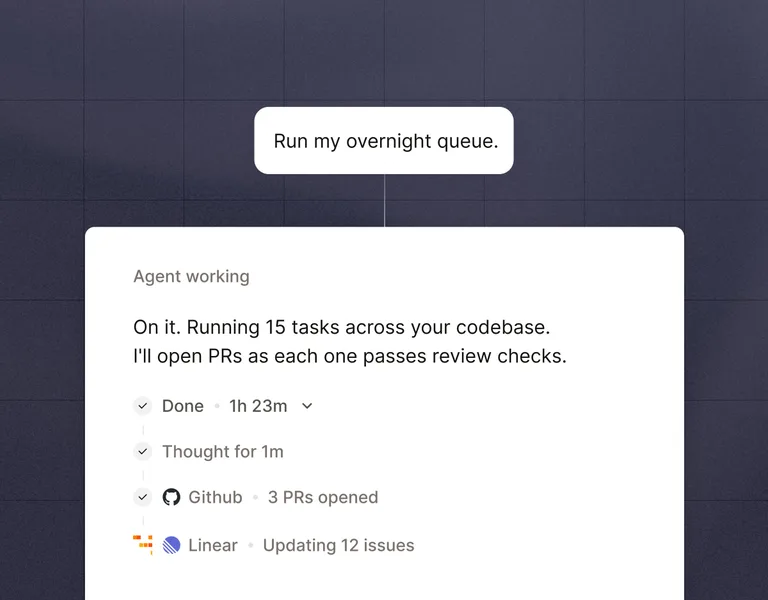 Run my overnight queue.
Agent working
On it. Running 15 tasks across your codebase.
I'll open PRs as each one passes review checks.
Done • 1h 23m
Thought for 1m
Github • 3 PRs opened
Linear • Updating 12 issues